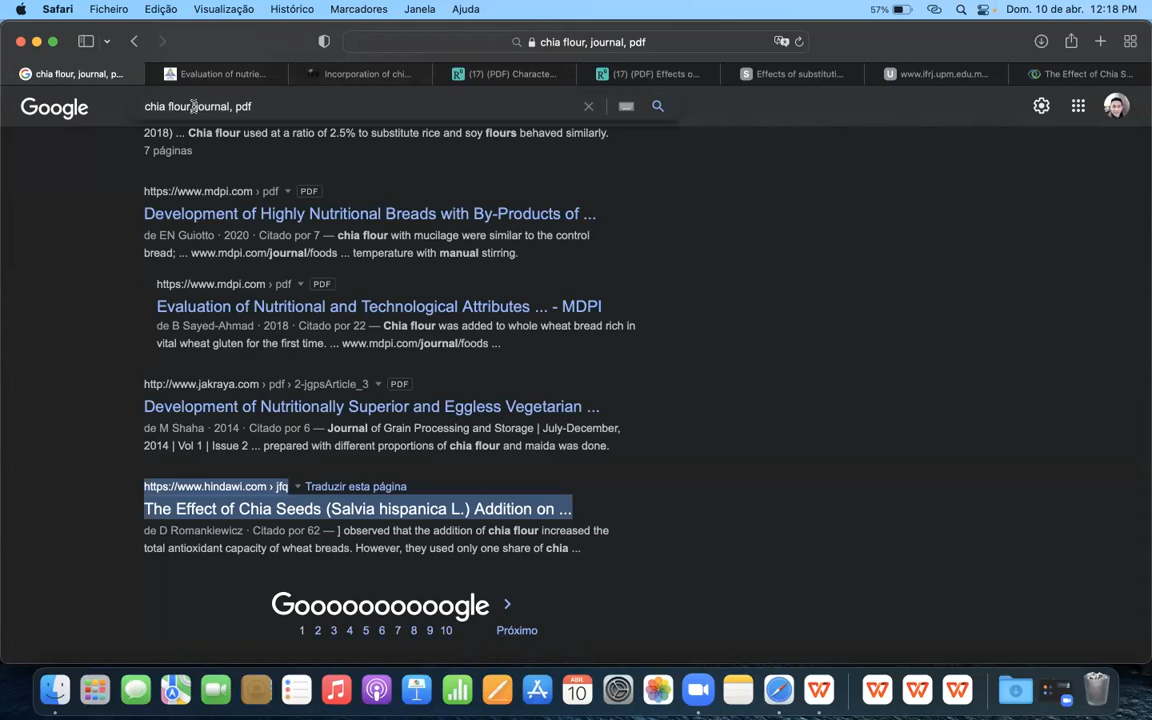 Safari Ficheiro Edição Visualização Histórico Marcadores Janela Ajuda 57% Dom. 10 de abr. 12:18 PM
chia flour, journal, pdf
chia flour, journal, p... Evaluation of nutrie... Incorporation of chi... (17) (PDF) Characte... (17) (PDF) Effects o... Effects of substituti... www.ifrj.upm.edu.m... The Effect of Chia S...
Google chia flour, journal, pdf
2018) ... Chia flour used at a ratio of 2.5% to substitute rice and soy flours behaved similarly.
7 páginas
https://www.mdpi.com › pdf PDF
Development of Highly Nutritional Breads with By-Products of ...
de EN Guiotto · 2020 · Citado por 7 — chia flour with mucilage were similar to the control
bread; ... www.mdpi.com/journal/foods ... temperature with manual stirring.
https://www.mdpi.com › pdf PDF
Evaluation of Nutritional and Technological Attributes ... - MDPI
de B Sayed-Ahmad · 2018 · Citado por 22 — Chia flour was added to whole wheat bread rich in
vital wheat gluten for the first time. ... www.mdpi.com/journal/foods ...
http://www.jakraya.com › pdf › 2-jgpsArticle_3 PDF
Development of Nutritionally Superior and Eggless Vegetarian ...
de M Shaha · 2014 · Citado por 6 — Journal of Grain Processing and Storage | July-December,
2014 | Vol 1 | Issue 2 ... prepared with different proportions of chia flour and maida was done.
https://www.hindawi.com › jfq Traduzir esta página
The Effect of Chia Seeds (Salvia hispanica L.) Addition on ...
de D Romankiewicz · Citado por 62 — ] observed that the addition of chia flour increased the
total antioxidant capacity of wheat breads. However, they used only one share of chia ...
Goooooooooogle
1 2 3 4 5 6 7 8 9 10 Próximo
ABR.
10